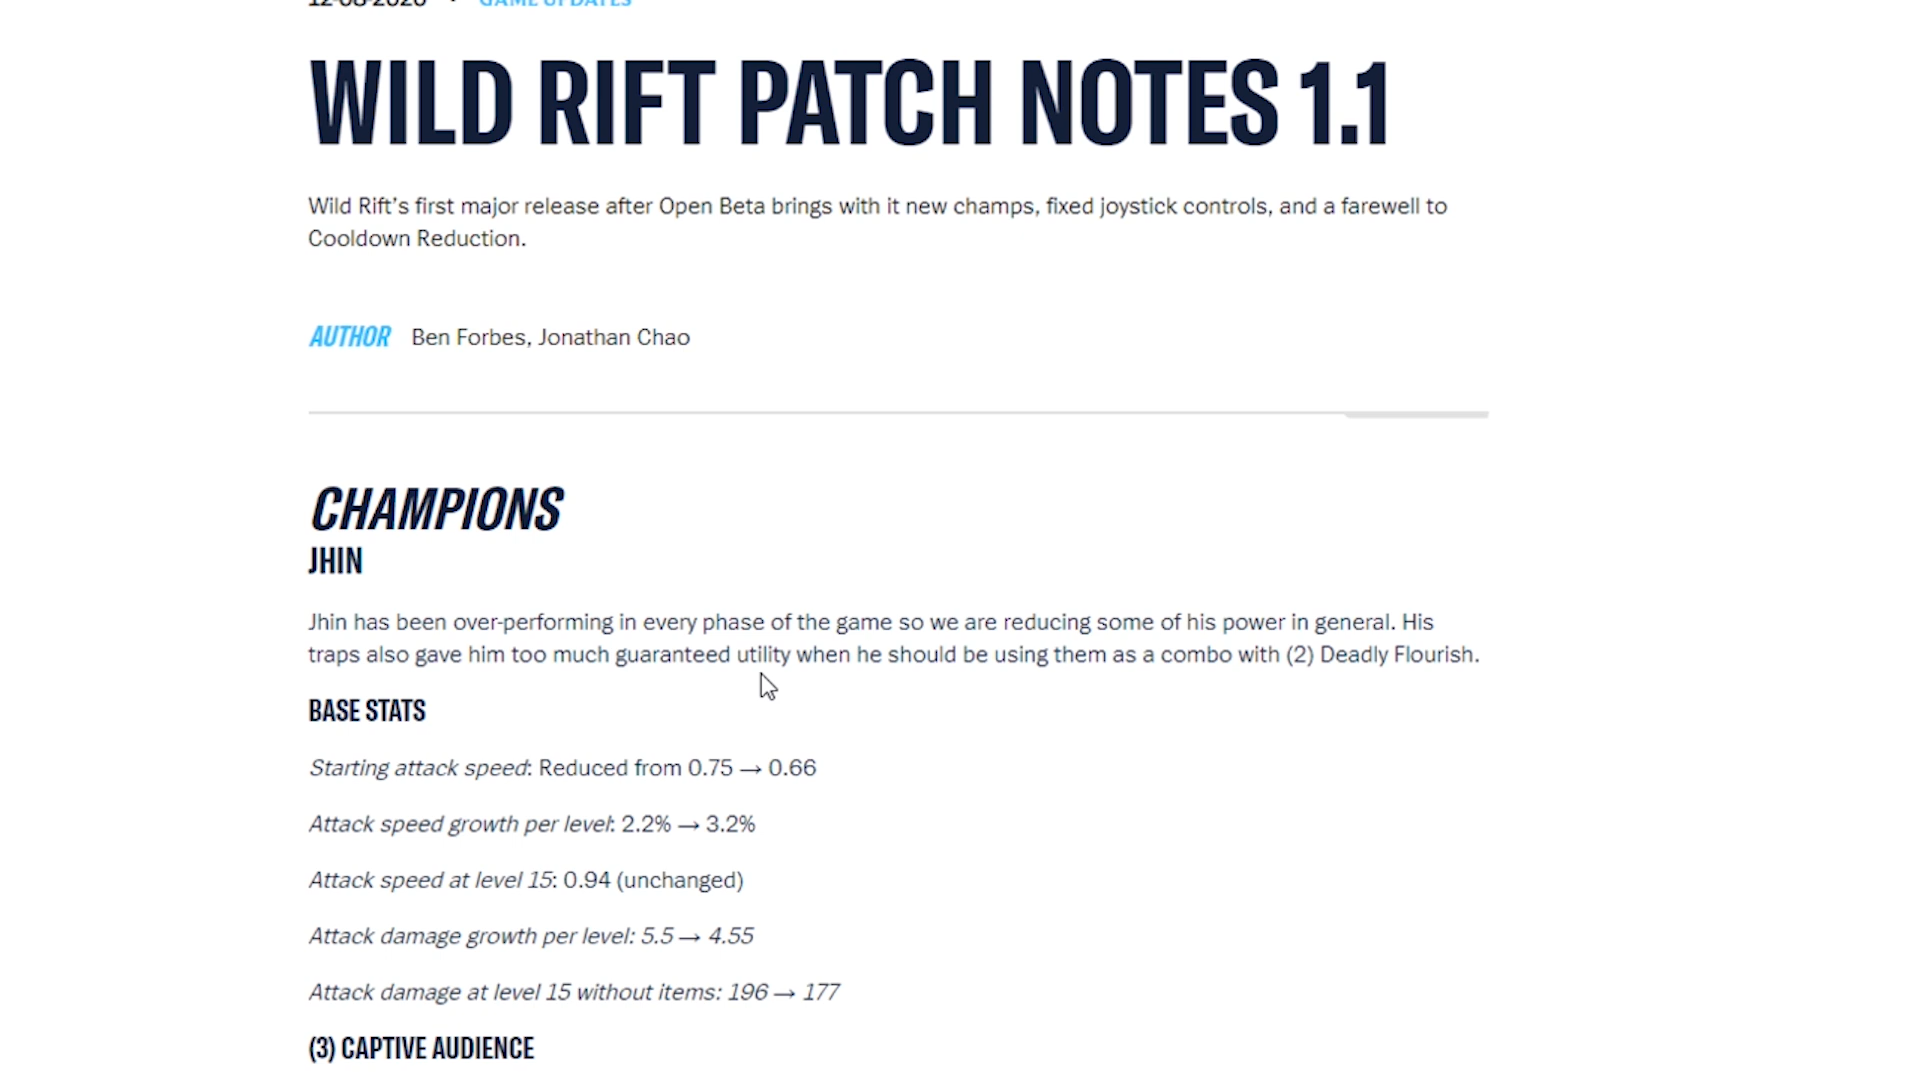 12-08-2020 • GAME UPDATES
WILD RIFT PATCH NOTES 1.1
Wild Rift’s first major release after Open Beta brings with it new champs, fixed joystick controls, and a farewell to
Cooldown Reduction.
AUTHOR Ben Forbes, Jonathan Chao
CHAMPIONS
JHIN
Jhin has been over-performing in every phase of the game so we are reducing some of his power in general. His
traps also gave him too much guaranteed utility when he should be using them as a combo with (2) Deadly Flourish.
BASE STATS
Starting attack speed: Reduced from 0.75 → 0.66
Attack speed growth per level: 2.2% → 3.2%
Attack speed at level 15: 0.94 (unchanged)
Attack damage growth per level: 5.5 → 4.55
Attack damage at level 15 without items: 196 → 177
(3) CAPTIVE AUDIENCE